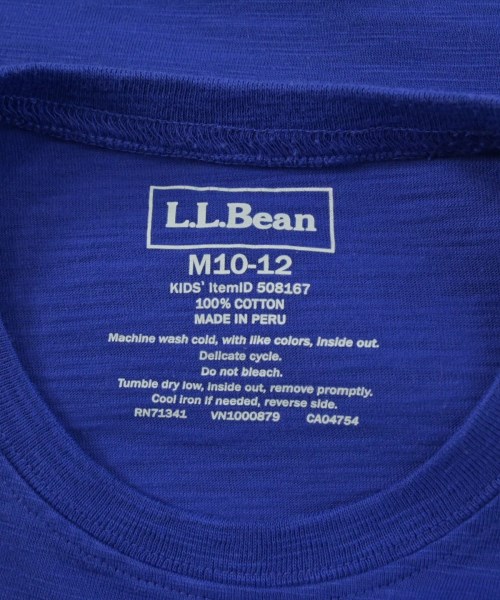 L.L.Bean
M10-12
KIDS' ItemID 508167
100% COTTON
MADE IN PERU
Machine wash cold, with like colors, inside out.
Delicate cycle.
Do not bleach.
Tumble dry low, inside out, remove promptly.
Cool iron if needed, reverse side.
RN71341 VN1000879 CA04754